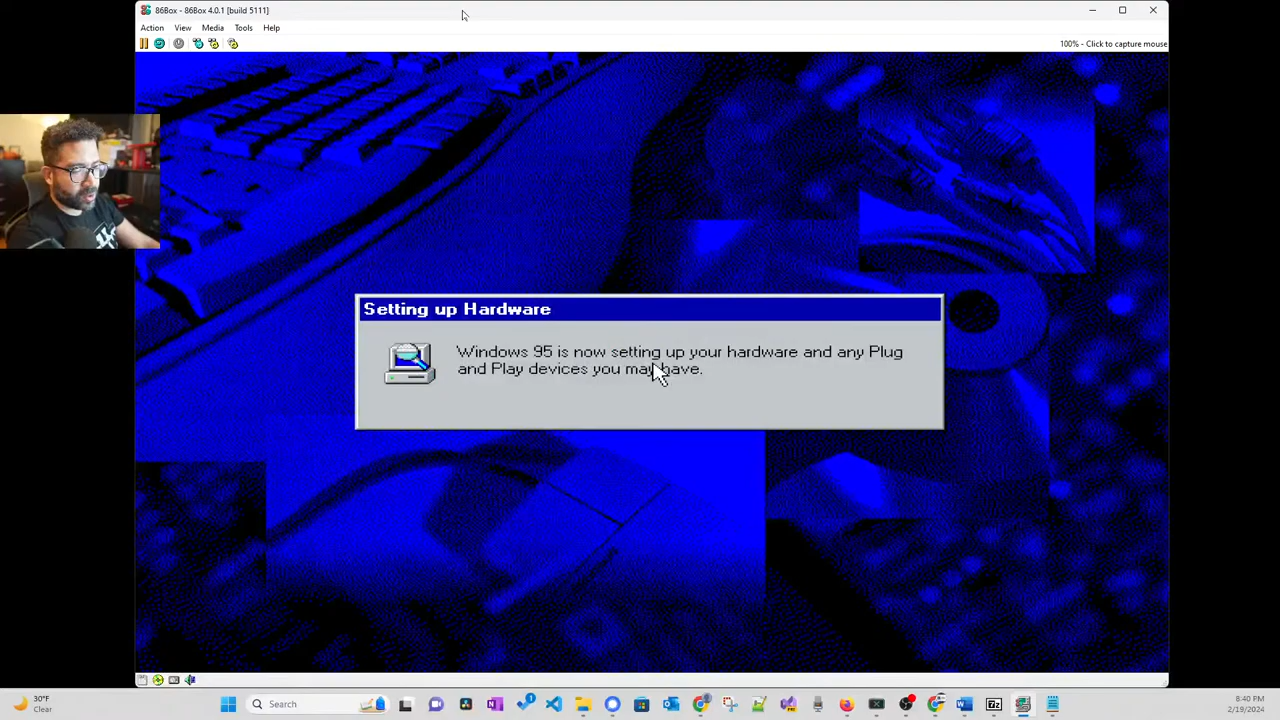 86Box - 86Box 4.0.1 [build 5111]
Action View Media Tools Help
100% - Click to capture mouse
Setting up Hardware
Windows 95 is now setting up your hardware and any Plug
and Play devices you may have.
30°F
Clear
Search
8:40 PM
2/19/2024